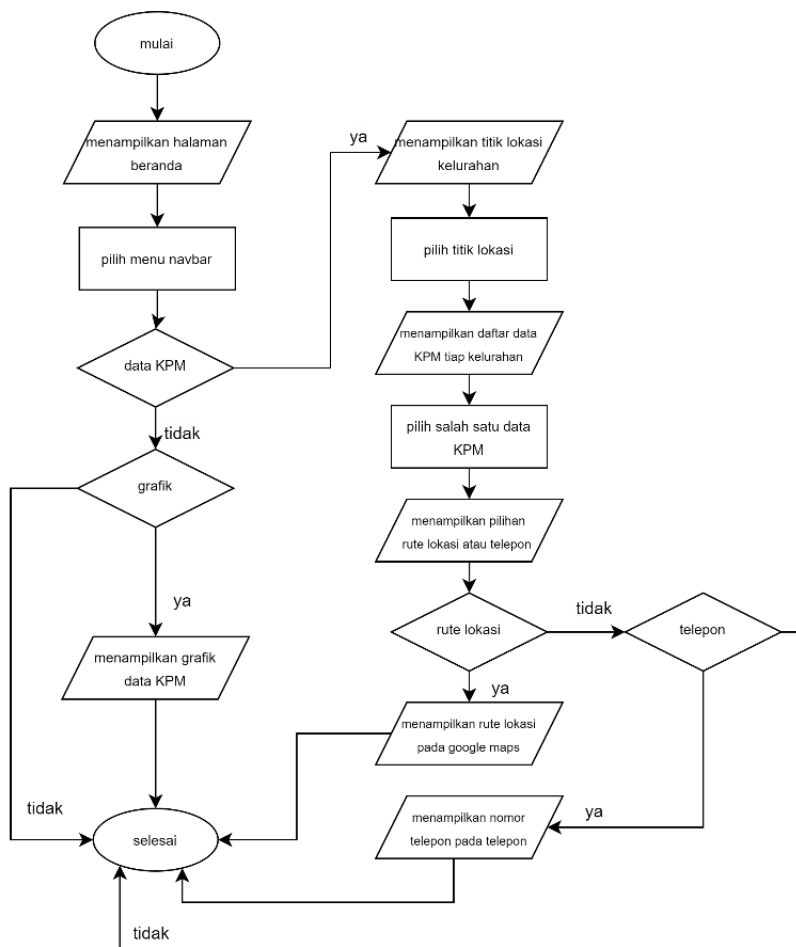 mulai
menampilkan halaman
beranda
pilih menu navbar
data KPM
ya
menampilkan titik lokasi
kelurahan
pilih titik lokasi
menampilkan daftar data
KPM tiap kelurahan
pilih salah satu data
KPM
menampilkan pilihan
rute lokasi atau telepon
rute lokasi
tidak
telepon
ya
menampilkan rute lokasi
pada google maps
ya
menampilkan nomor
telepon pada telepon
tidak
grafik
ya
menampilkan grafik
data KPM
tidak
selesai
tidak